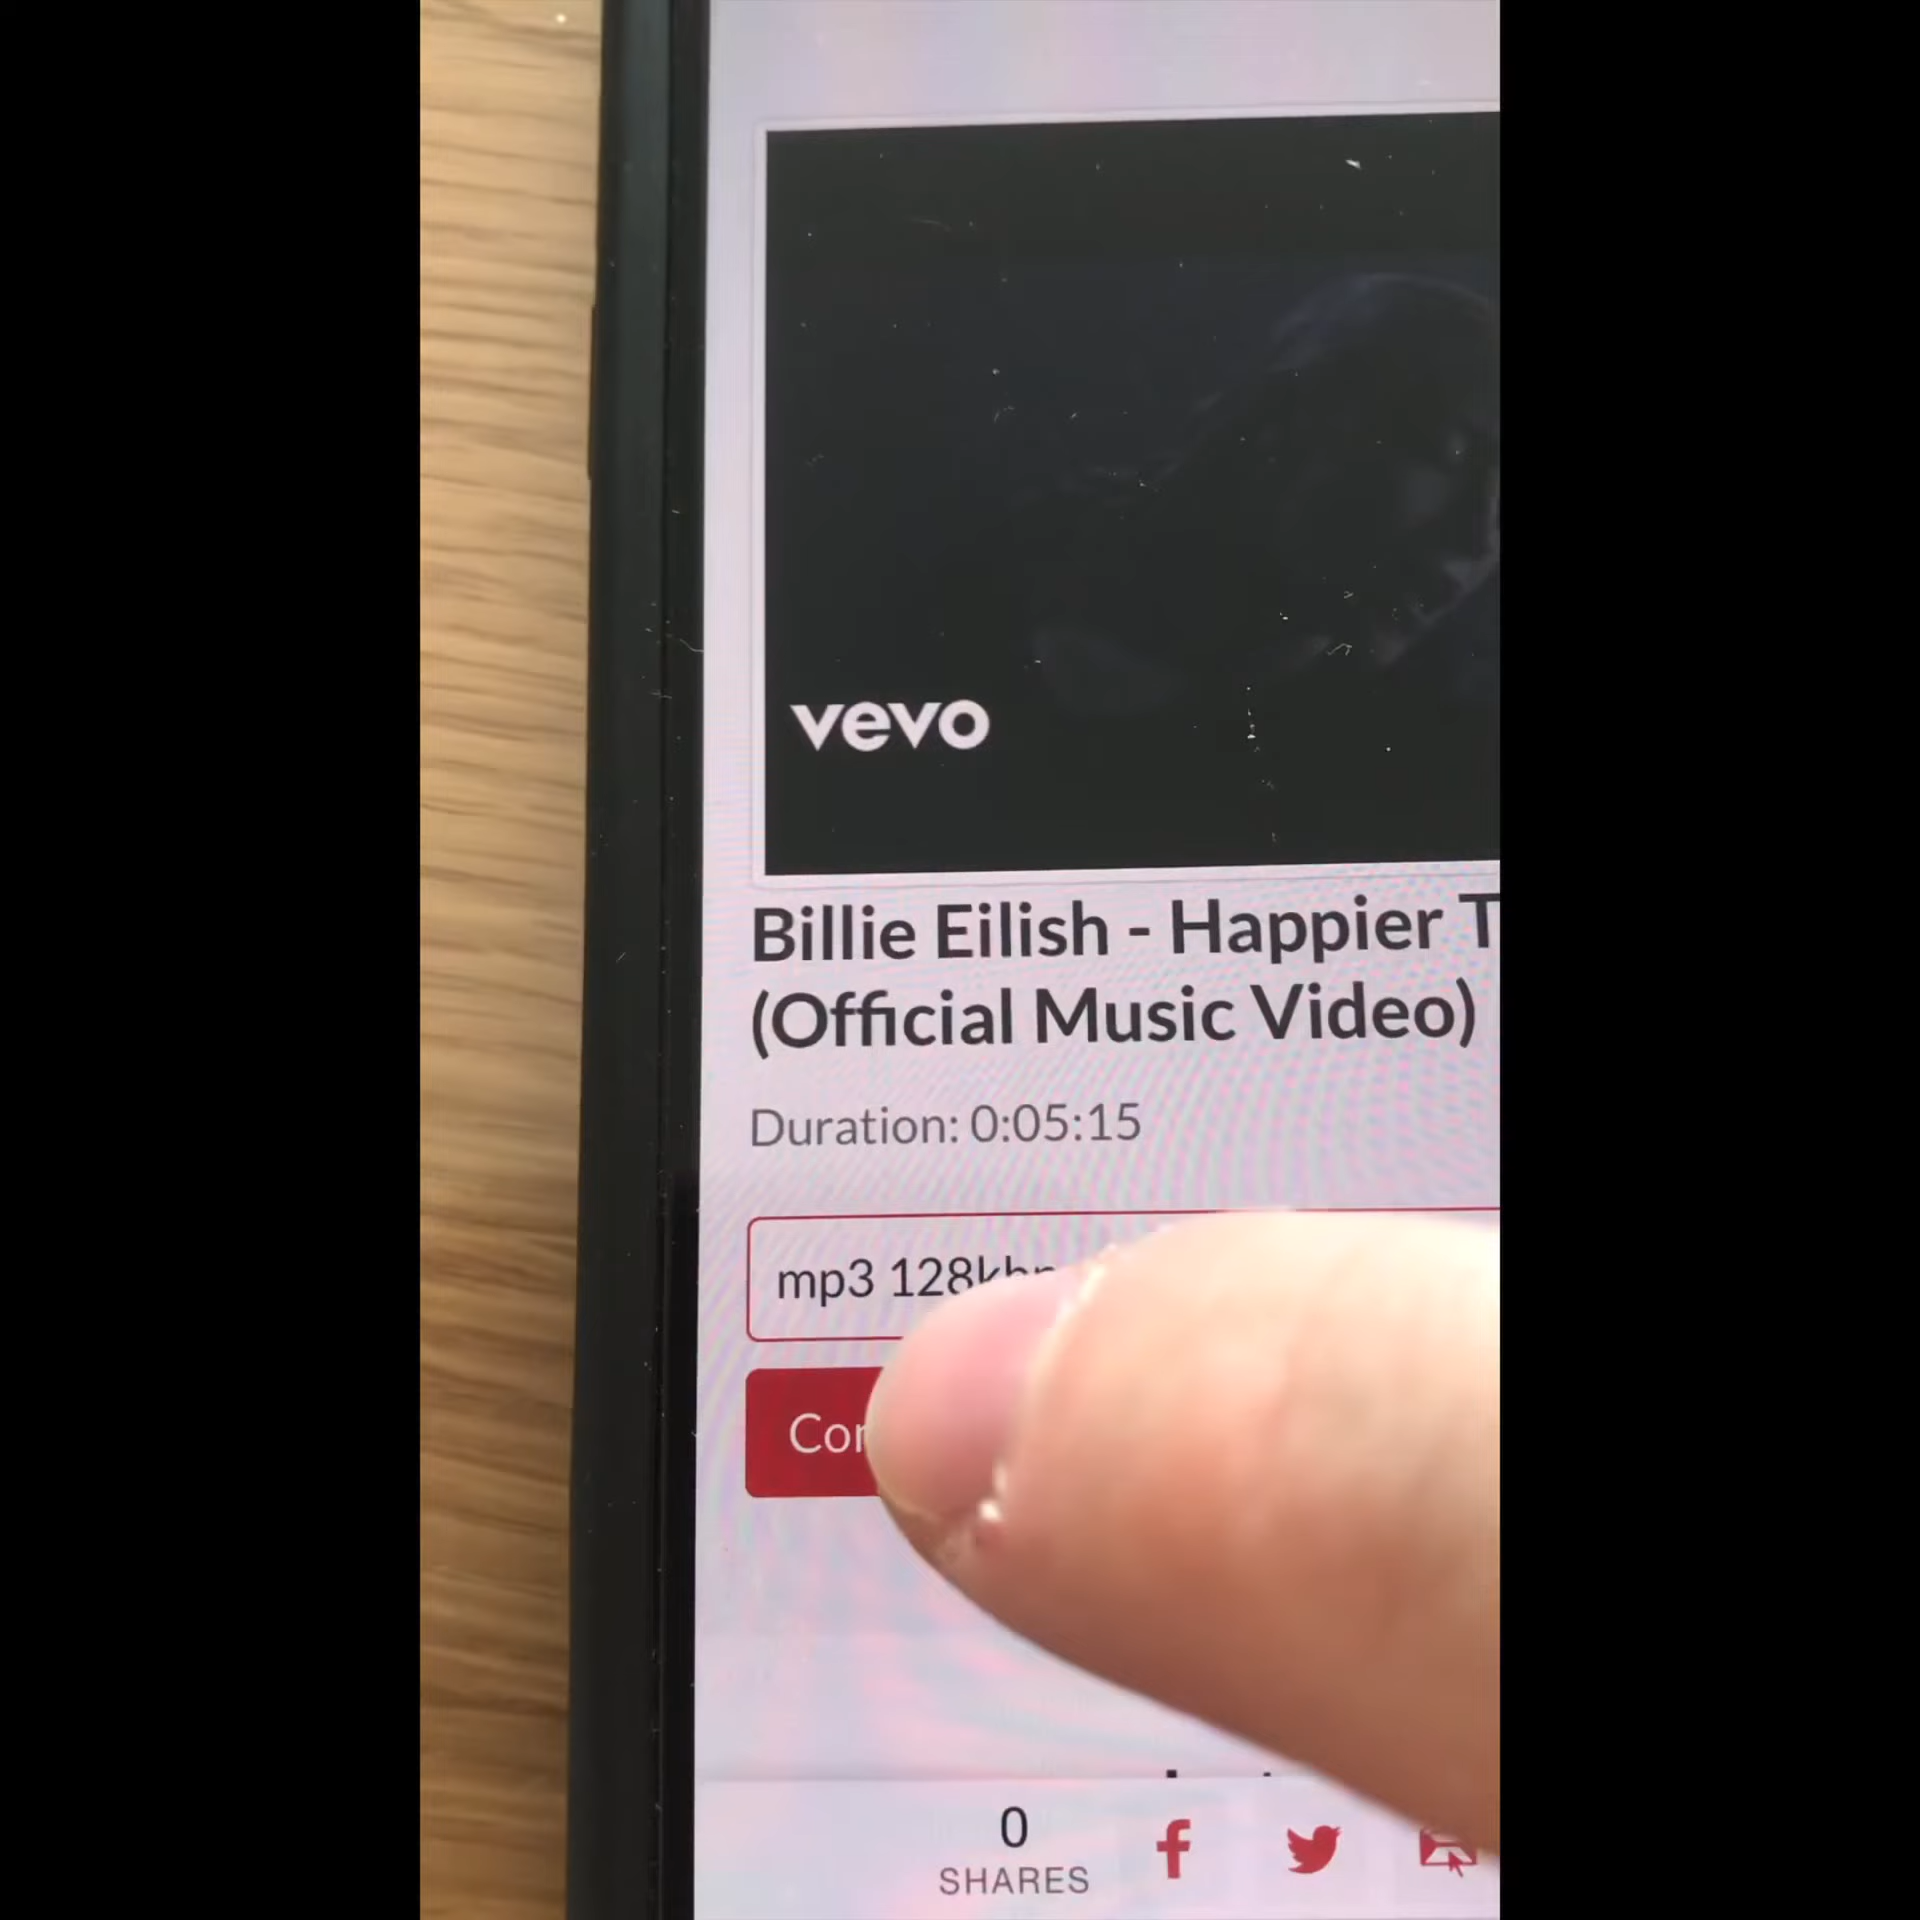 vevo
Billie Eilish - Happier
(Official Music Video)
Duration: 0:05:15
mp3
0
SHARES